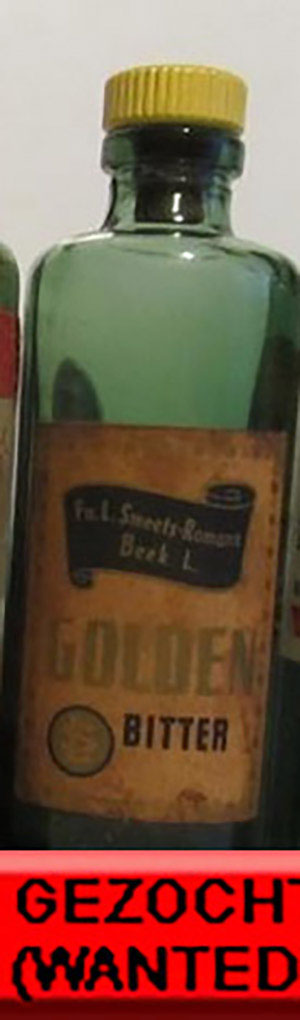 Fa. L. Smeets-Romans
Beek L.
GOLDEN
BITTER
GEZOCHT
(WANTED